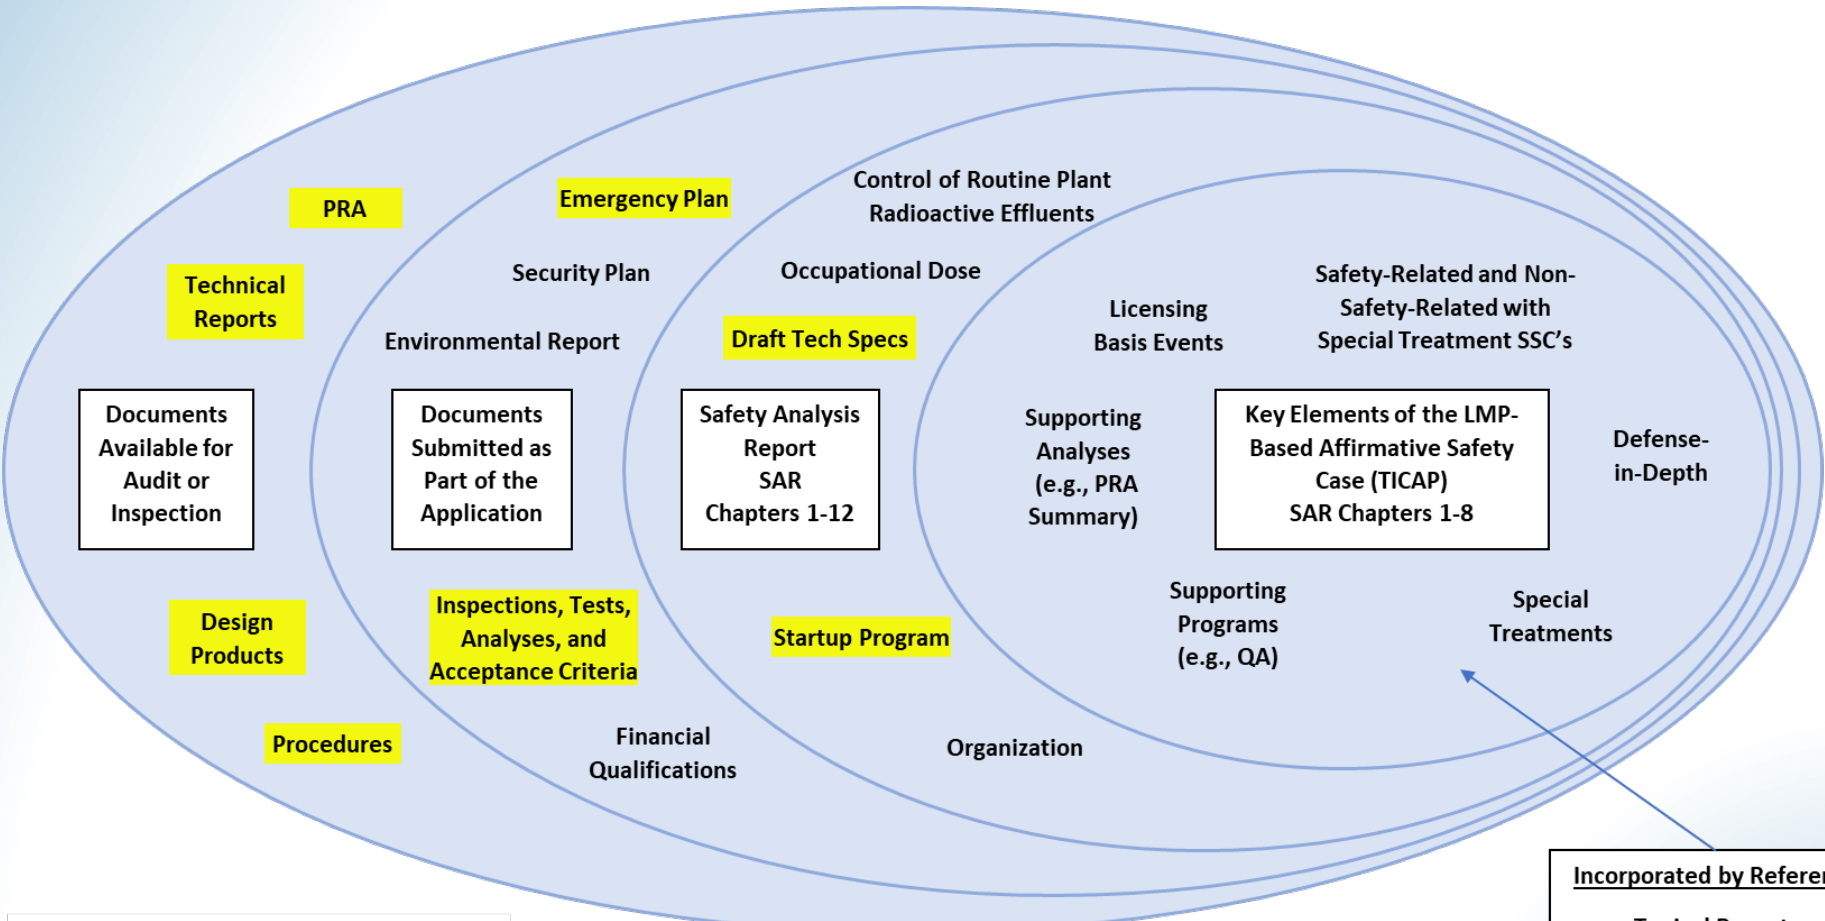 PRA
Technical
Reports
Documents
Available for
Audit or
Inspection
Design
Products
Procedures
Emergency Plan
Security Plan
Environmental Report
Documents
Submitted as
Part of the
Application
Inspections, Tests,
Analyses, and
Acceptance Criteria
Financial
Qualifications
Control of Routine Plant
Radioactive Effluents
Occupational Dose
Draft Tech Specs
Safety Analysis
Report
SAR
Chapters 1-12
Startup Program
Organization
Licensing
Basis Events
Safety-Related and Non-
Safety-Related with
Special Treatment SSC's
Supporting
Analyses
(e.g., PRA
Summary)
Key Elements of the LMP-
Based Affirmative Safety
Case (TICAP)
SAR Chapters 1-8
Defense-
in-Depth
Supporting
Programs
(e.g., QA)
Special
Treatments
Incorporated by